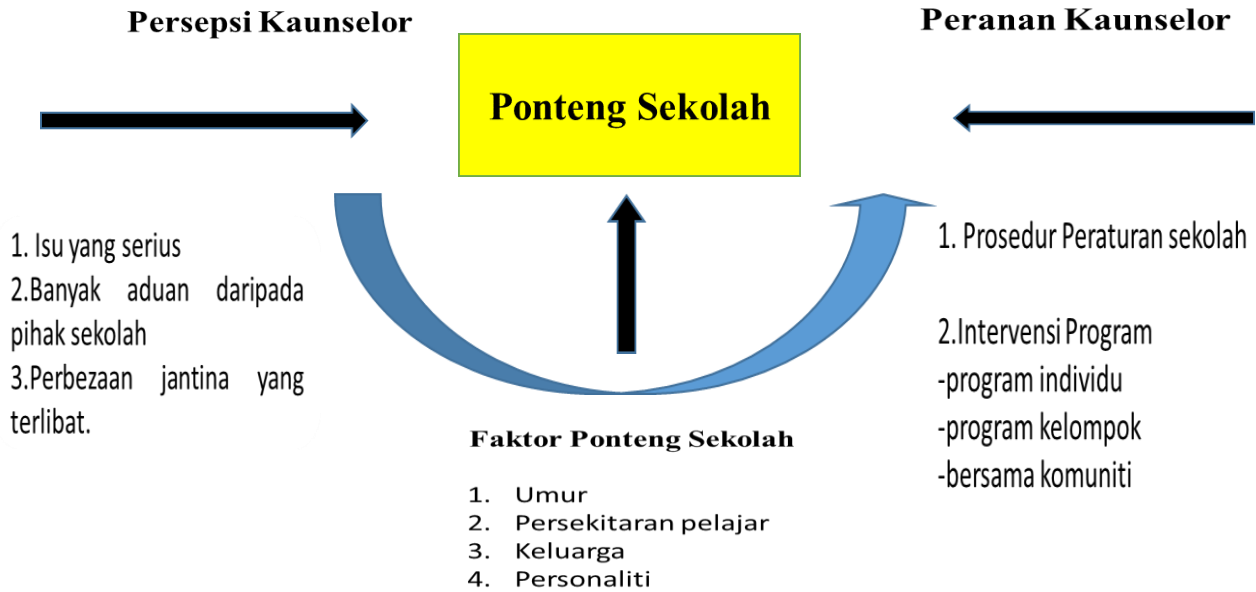 Persepsi Kaunselor
Peranan Kaunselor
Ponteng Sekolah
1. Isu yang serius
2.Banyak aduan daripada
pihak sekolah
3.Perbezaan jantina yang
terlibat.
1. Prosedur Peraturan sekolah
2.Intervensi Program
-program individu
-program kelompok
-bersama komuniti
Faktor Ponteng Sekolah
1. Umur
2. Persekitaran pelajar
3. Keluarga
4. Personaliti